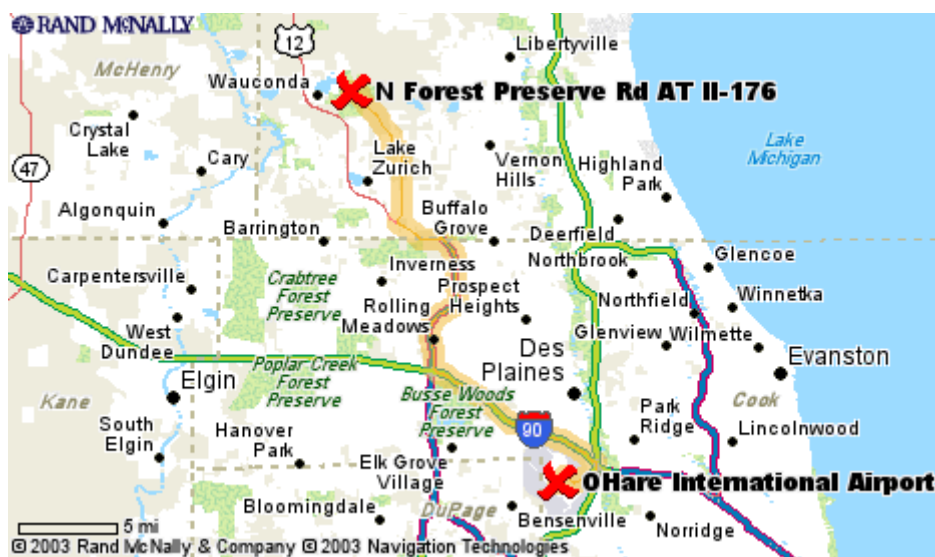 RAND McNALLY
12
Libertyville
McHenry
Wauconda
N Forest Preserve Rd AT Il-176
Crystal
Lake
Lake
Michigan
47
Cary
Lake
Zurich
Vernon
Hills
Highland
Park
Algonquin
Buffalo
Grove
Barrington
Deerfield
Carpentersville
Crabtree
Forest
Preserve
Inverness
Northbrook
Glencoe
Prospect
Heights
Rolling
Meadows
Northfield
Winnetka
West
Dundee
Glenview
Wilmette
Des
Plaines
Evanston
Elgin
Poplar Creek
Forest
Preserve
Busse Woods
Forest
Preserve
Kane
Cook
South
Elgin
Hanover
Park
90
Park
Ridge
Lincolnwood
Elk Grove
Village
OHare International Airport
Bloomingdale
DuPage
Bensenville
Norridge
5 mi
© 2003 Rand McNally & Company © 2003 Navigation Technologies